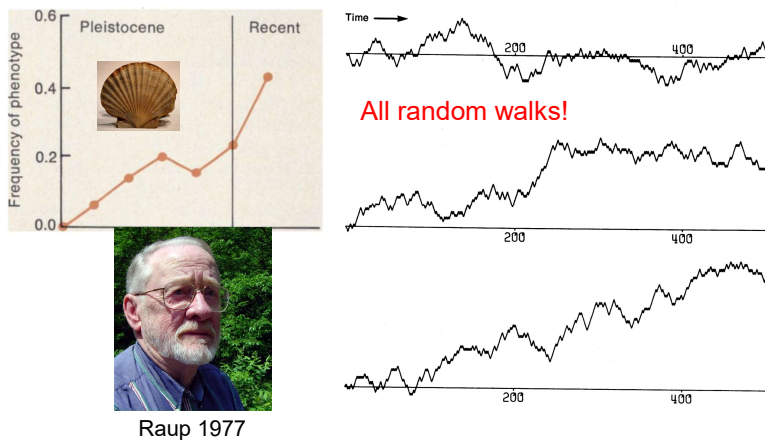 0.6
Pleistocene
Recent
0.4
0.2
0.0
Frequency of phenotype
Raup 1977
Time
200
400
All random walks!
200
400
200
400